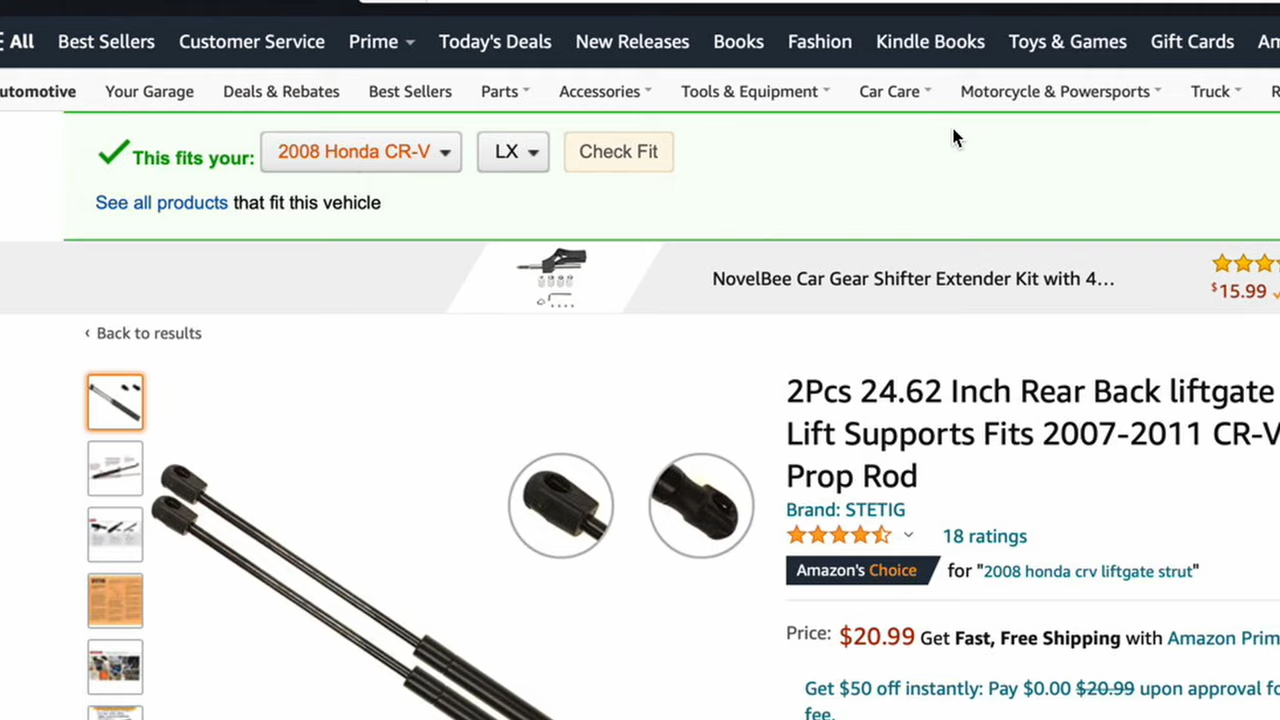 All Best Sellers Customer Service Prime Today's Deals New Releases Books Fashion Kindle Books Toys & Games Gift Cards
Your Garage Deals & Rebates Best Sellers Parts Accessories Tools & Equipment Car Care Motorcycle & Powersports Truck
This fits your: 2008 Honda CR-V LX Check Fit
See all products that fit this vehicle
NovelBee Car Gear Shifter Extender Kit with 4...
$15.99
‹ Back to results
2Pcs 24.62 Inch Rear Back liftgate
Lift Supports Fits 2007-2011 CR-V
Prop Rod
Brand: STETIG
18 ratings
Amazon's Choice for "2008 honda crv liftgate strut"
Price: $20.99 Get Fast, Free Shipping with Amazon
Get $50 off instantly: Pay $0.00 $20.99 upon approval
fee.